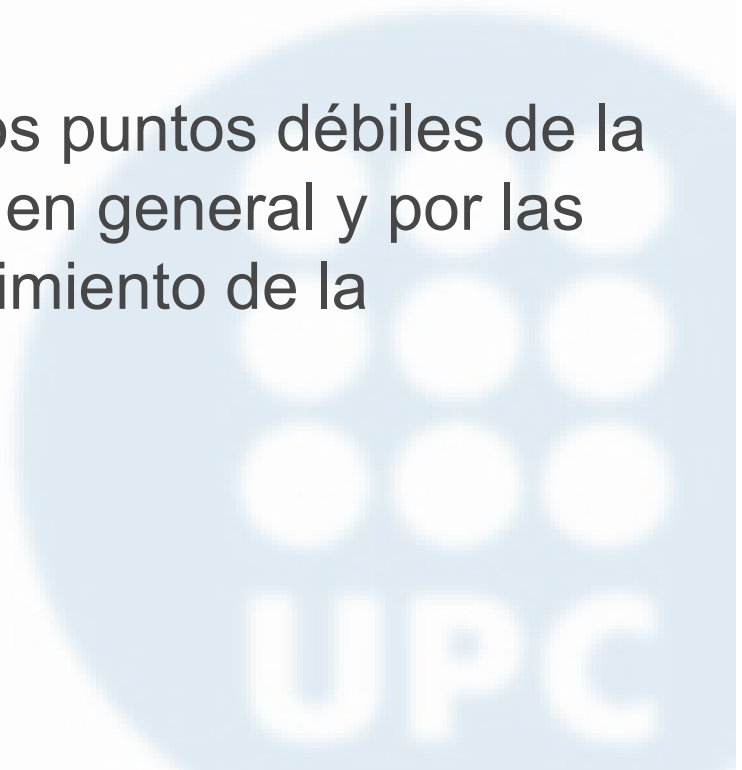 os puntos débiles de la
en general y por las
imiento de la
UPC